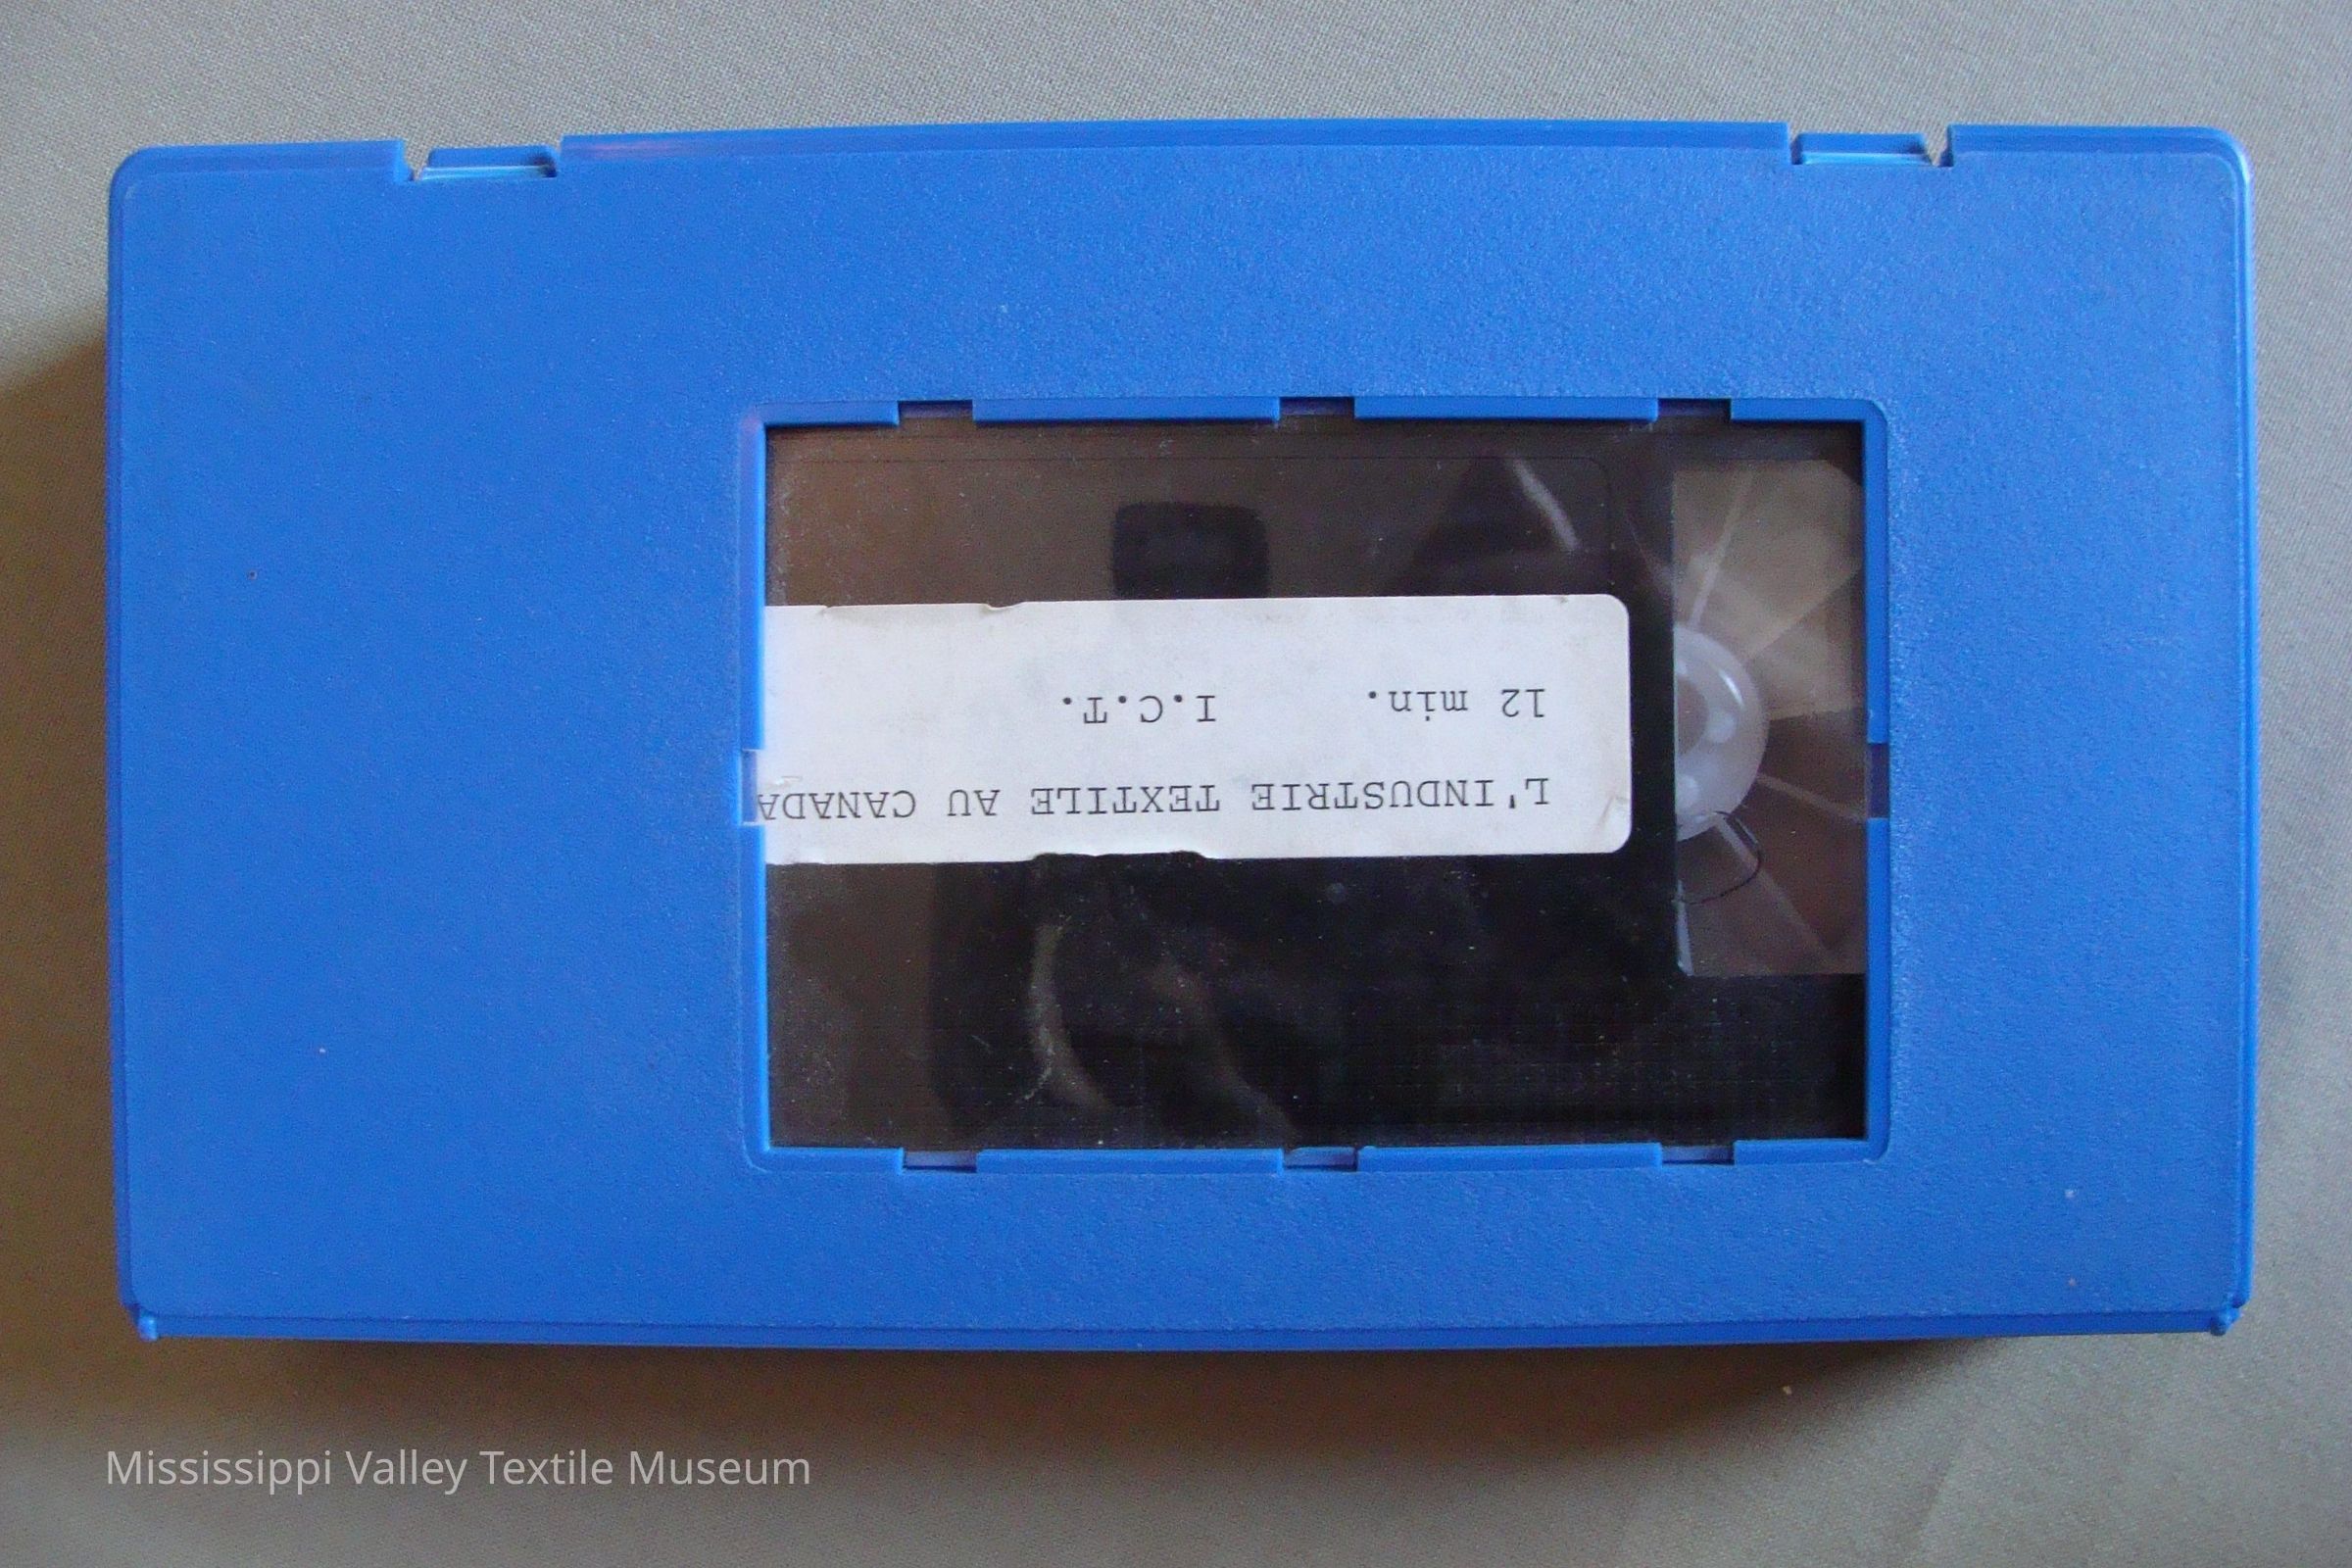 L'INDUSTRIE TEXTILE AU CANADA
12 min. I.C.T.
Mississippi Valley Textile Museum